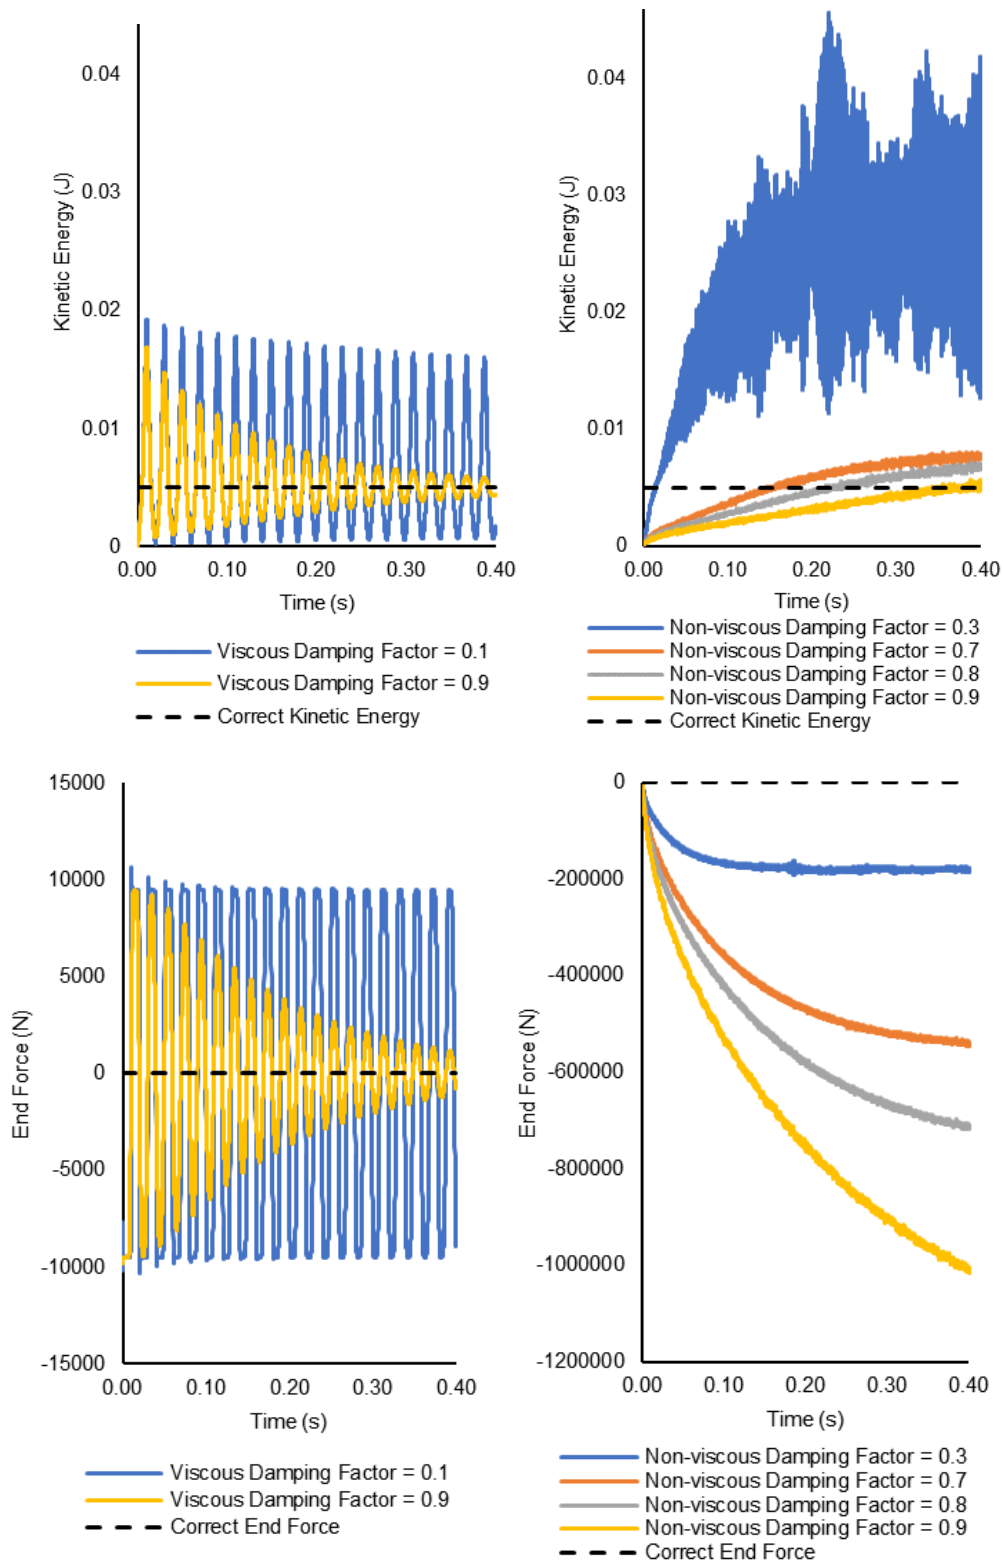 0.04
0.03
0.02
0.01
0
Kinetic Energy (J)
0.00 0.10 0.20 0.30 0.40
Time (s)
Viscous Damping Factor = 0.1
Viscous Damping Factor = 0.9
Correct Kinetic Energy
0.04
0.03
0.02
0.01
0
Kinetic Energy (J)
0.00 0.10 0.20 0.30 0.40
Time (s)
Non-viscous Damping Factor = 0.3
Non-viscous Damping Factor = 0.7
Non-viscous Damping Factor = 0.8
Non-viscous Damping Factor = 0.9
Correct Kinetic Energy
15000
10000
5000
0
-5000
-10000
-15000
End Force (N)
0.00 0.10 0.20 0.30 0.40
Time (s)
Viscous Damping Factor = 0.1
Viscous Damping Factor = 0.9
Correct End Force
0
-200000
-400000
-600000
-800000
-1000000
-1200000
End Force (N)
0.00 0.10 0.20 0.30 0.40
Time (s)
Non-viscous Damping Factor = 0.3
Non-viscous Damping Factor = 0.7
Non-viscous Damping Factor = 0.8
Non-viscous Damping Factor = 0.9
Correct End Force